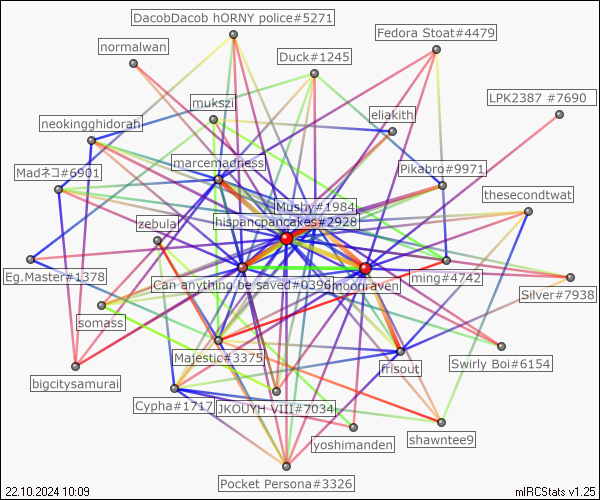 DacobDacob hORNY police#5271
Fedora Stoat#4479
normalwan
Duck#1245
LPK2387 #7690
mukszi
eliakith
neokingghidorah
marcemadness
Pikabro#9971
Madネコ#6901
thesecondtwat
Mushy#1984
hispancpancakes#2928
zebula
Eg.Master#1378
Can anything be saved#0396
moonraven
ming#4742
Silver#7938
somass
Majestic#3375
frisout
Swirly Boi#6154
bigcitysamurai
Cypha#1717
JKOUYH VIII#7034
yoshimanden
shawntee9
Pocket Persona#3326
22.10.2024 10:09
mIRCStats v1.25